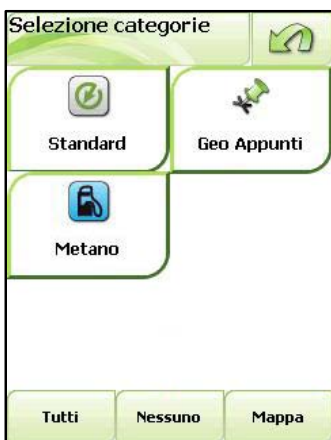 Selezione categorie
Standard
Geo Appunti
Metano
Tutti
Nessuno
Mappa